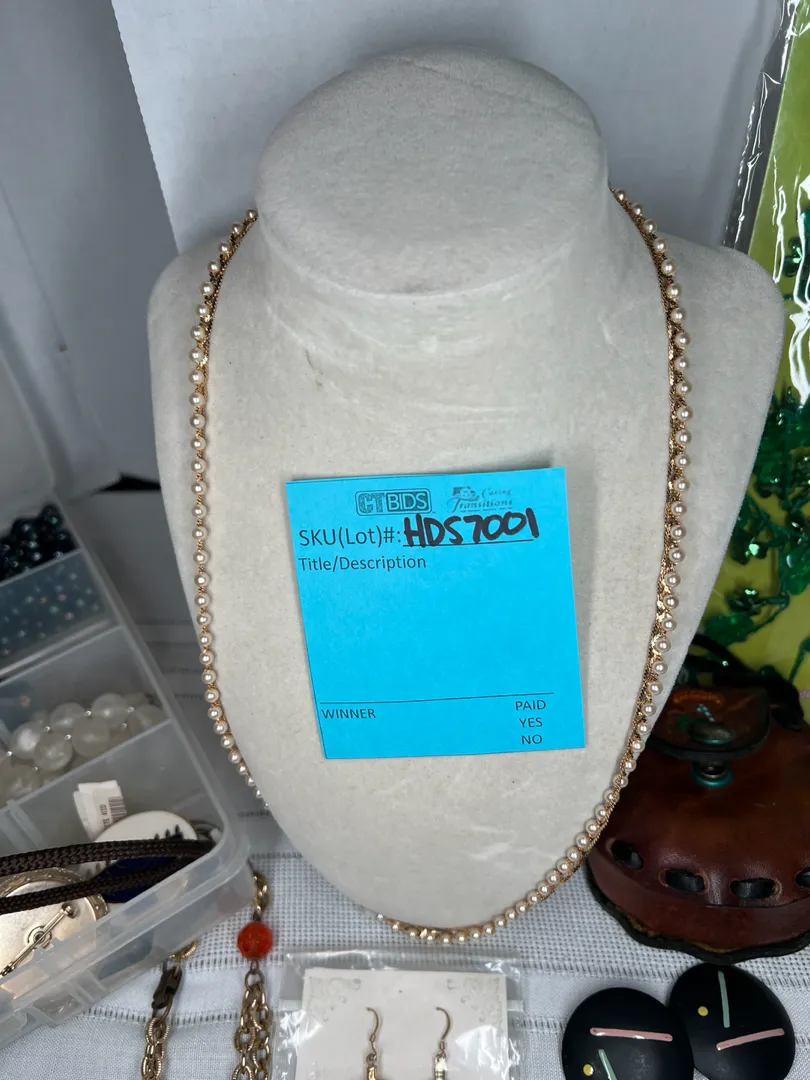 CTBIDS Caring Transitions
SKU(Lot)#: HDS7001
Title/Description
WINNER PAID
YES
NO